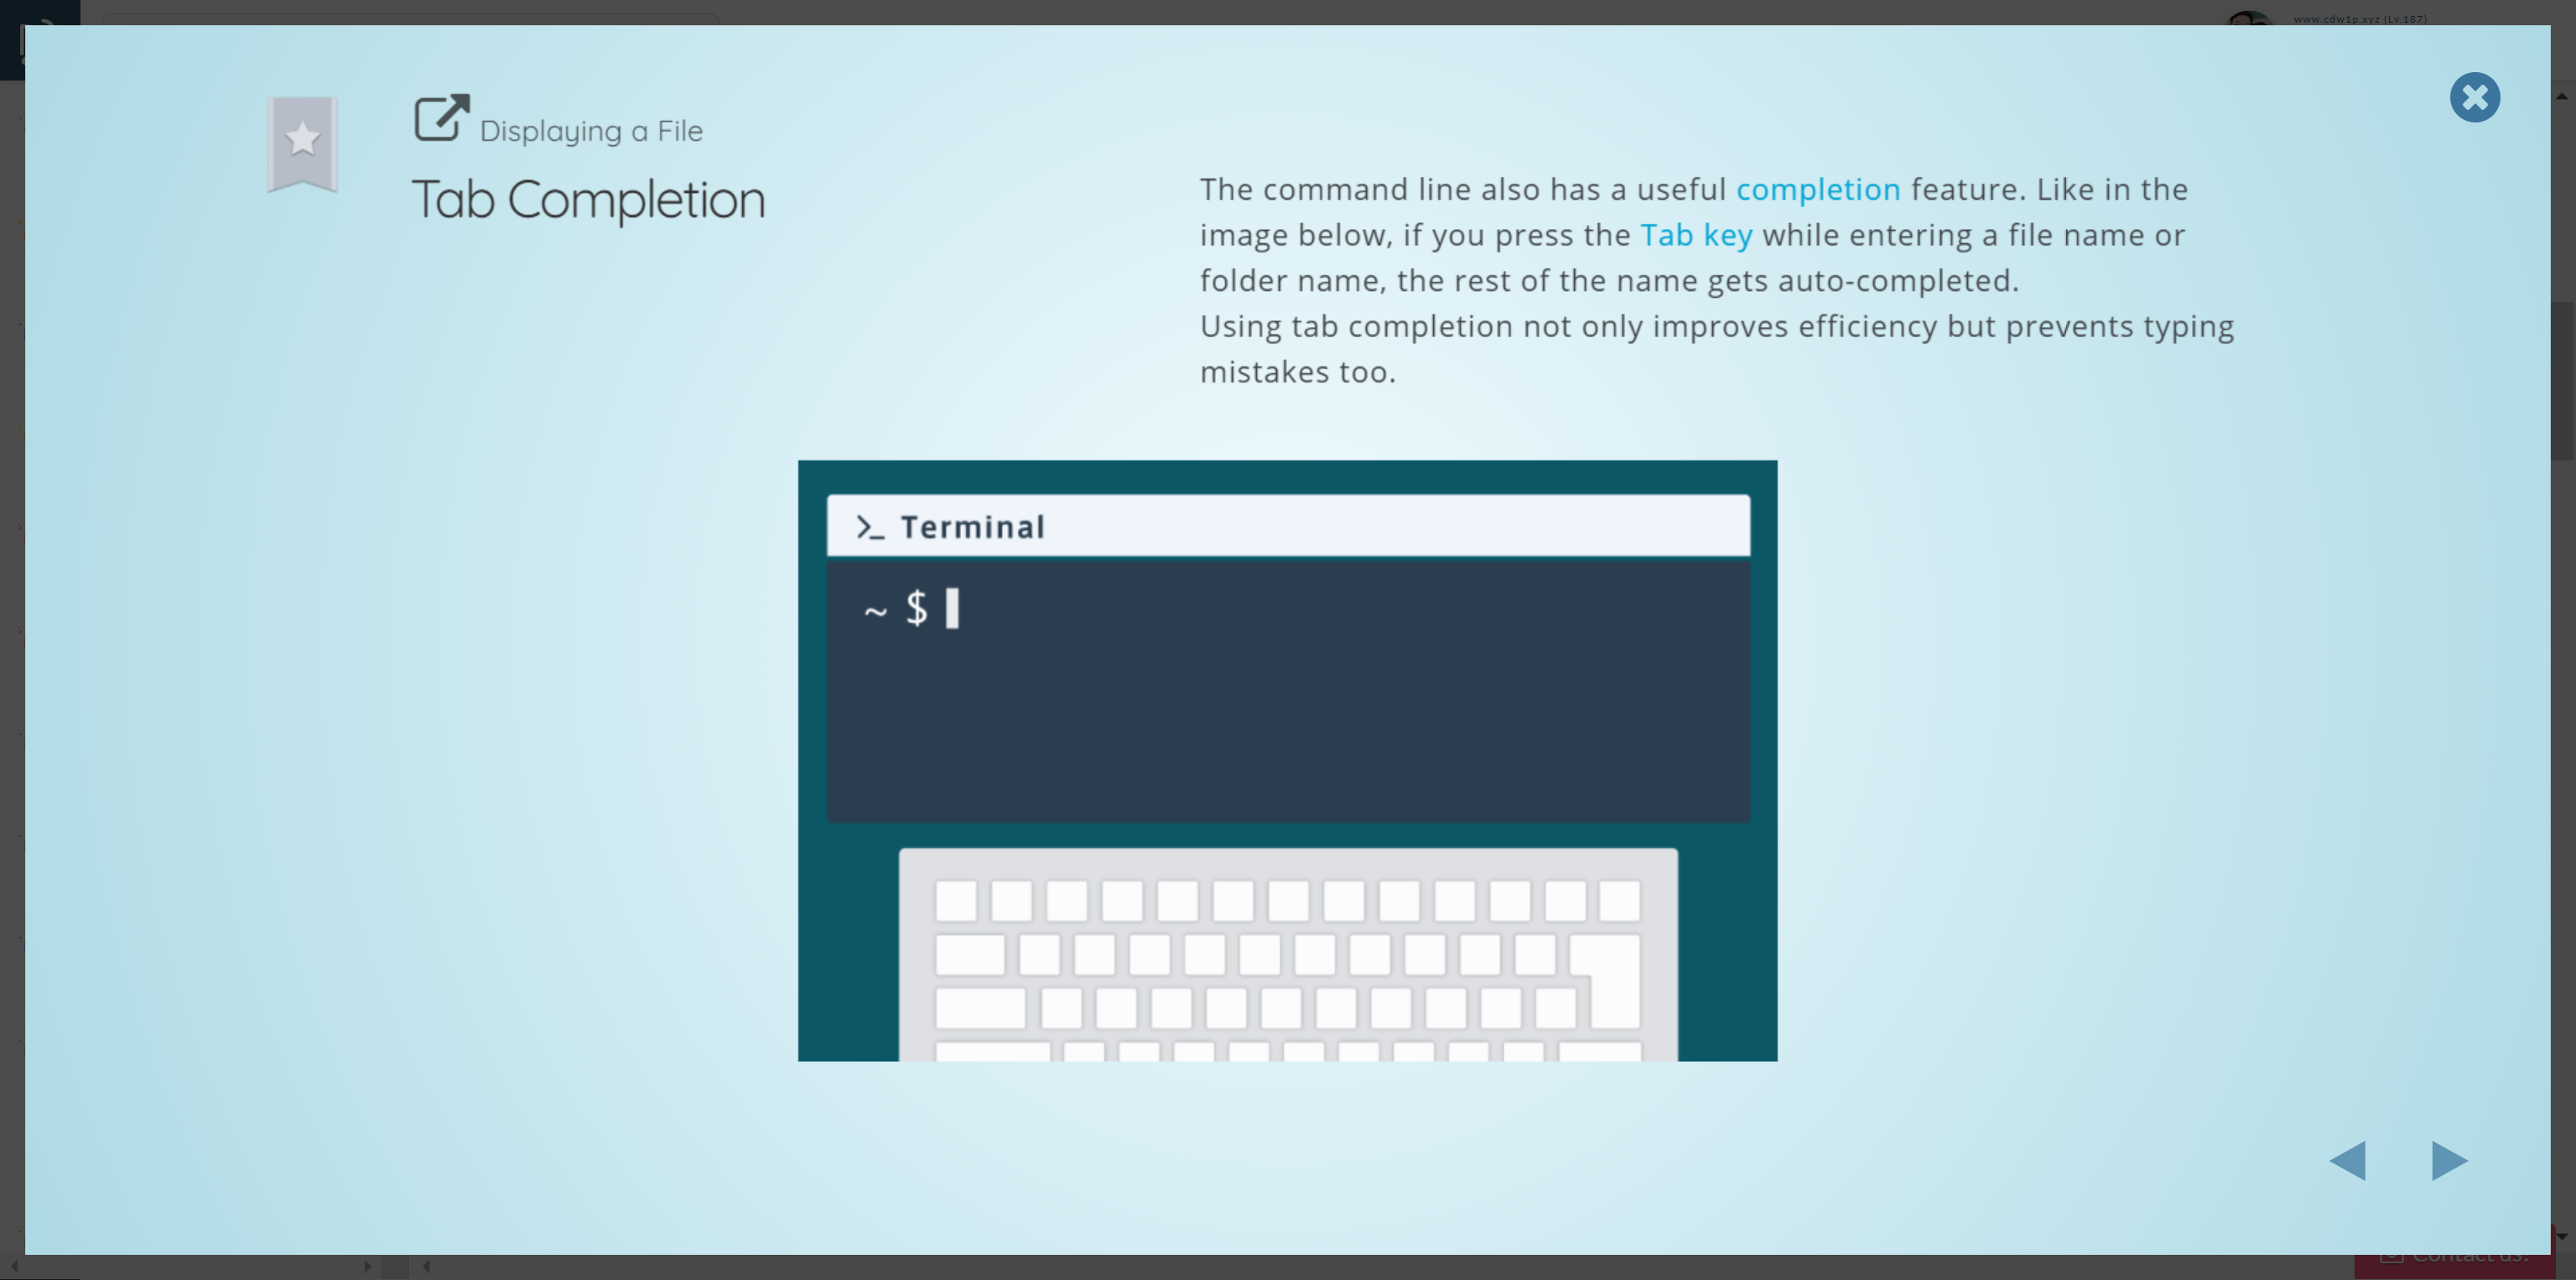 www.cdw1p.xyz (Lv.187)
Displaying a File
Tab Completion
The command line also has a useful completion feature. Like in the
image below, if you press the Tab key while entering a file name or
folder name, the rest of the name gets auto-completed.
Using tab completion not only improves efficiency but prevents typing
mistakes too.
>_ Terminal
~ $
Contact us!